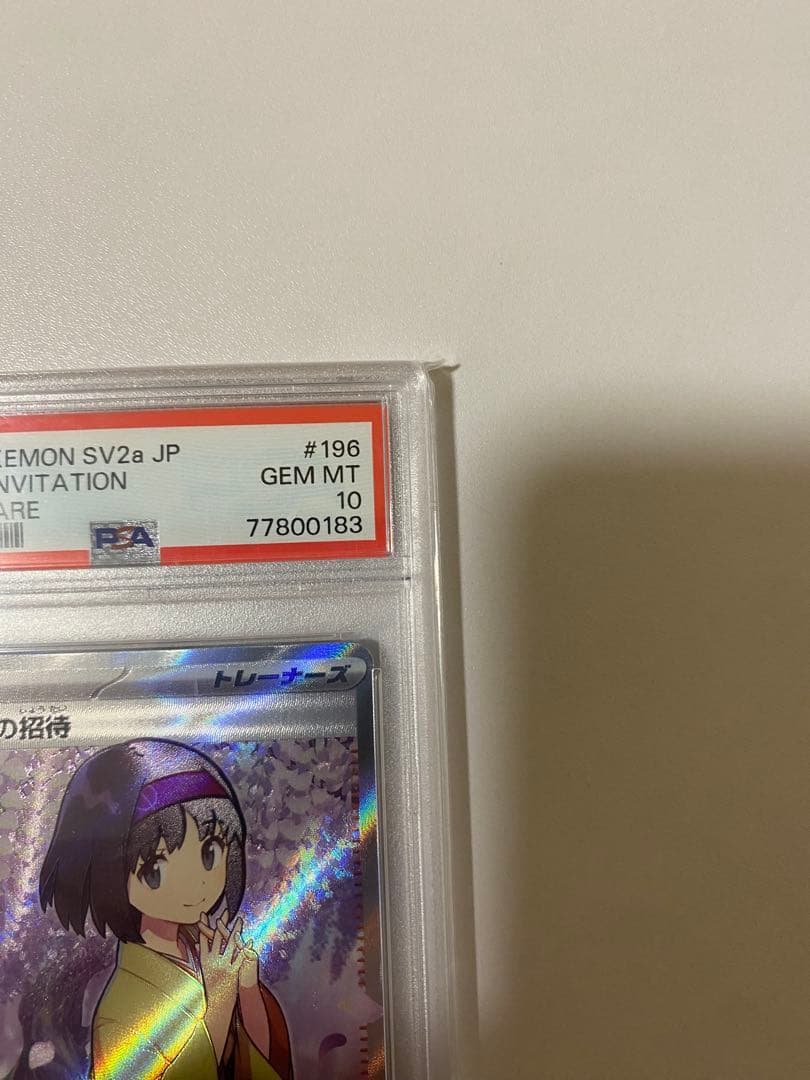 KEMON SV2a JP #196
NVITATION GEM MT
ARE 10
PSA 77800183
トレーナーズ
しょうたい
の招待